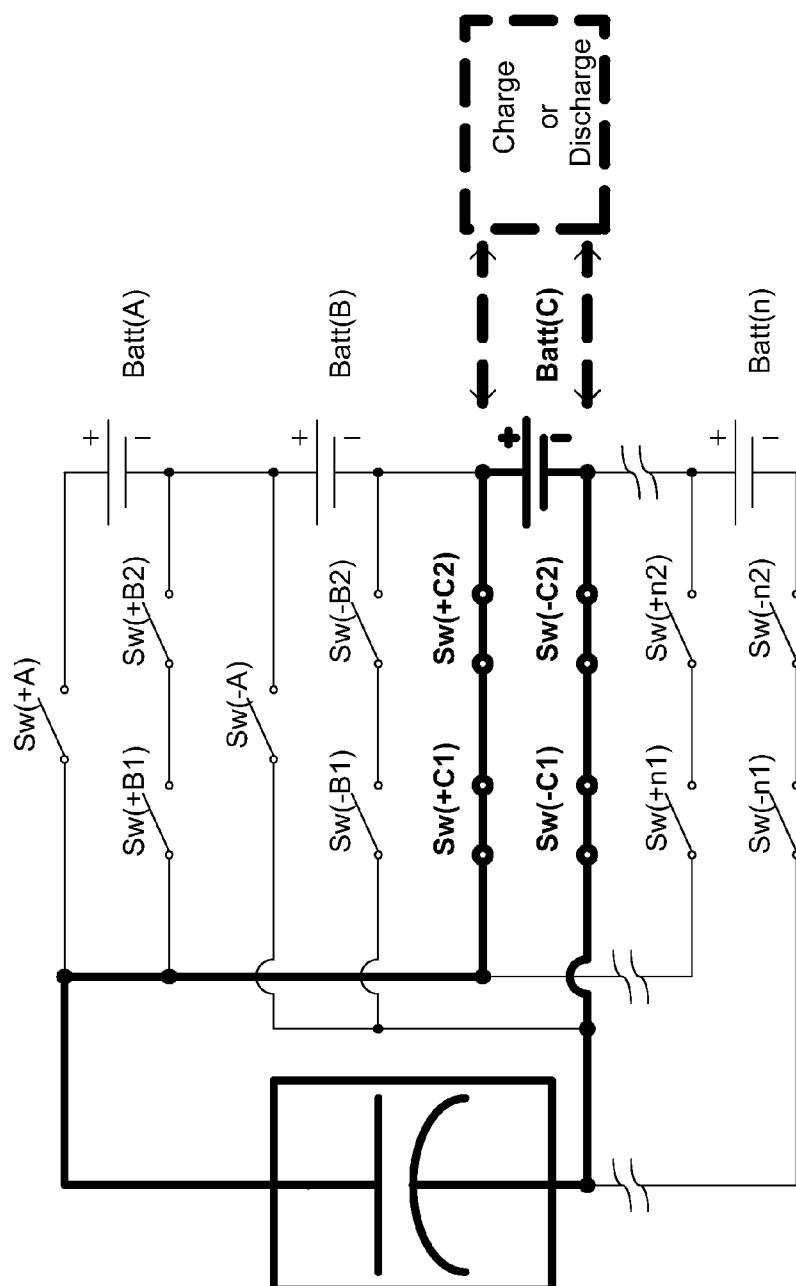 Charge
or
Discharge
Batt(A)
Batt(B)
Batt(C)
Batt(n)
+
−
+
−
+
−
+
−
Sw(+A)
Sw(+B2)
Sw(+B1)
Sw(-A)
Sw(-B2)
Sw(-B1)
Sw(+C2)
Sw(+C1)
Sw(-C2)
Sw(-C1)
Sw(+n2)
Sw(+n1)
Sw(-n2)
Sw(-n1)